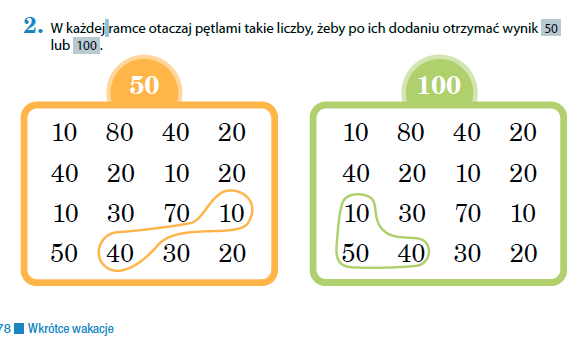 2. W każdej ramce otaczaj pętlami takie liczby, żeby po ich dodaniu otrzymać wynik 50
lub 100.
50
10 80 40 20
40 20 10 20
10 30 70 10
50 40 30 20
100
10 80 40 20
40 20 10 20
10 30 70 10
50 40 30 20
78 Wkrótce wakacje